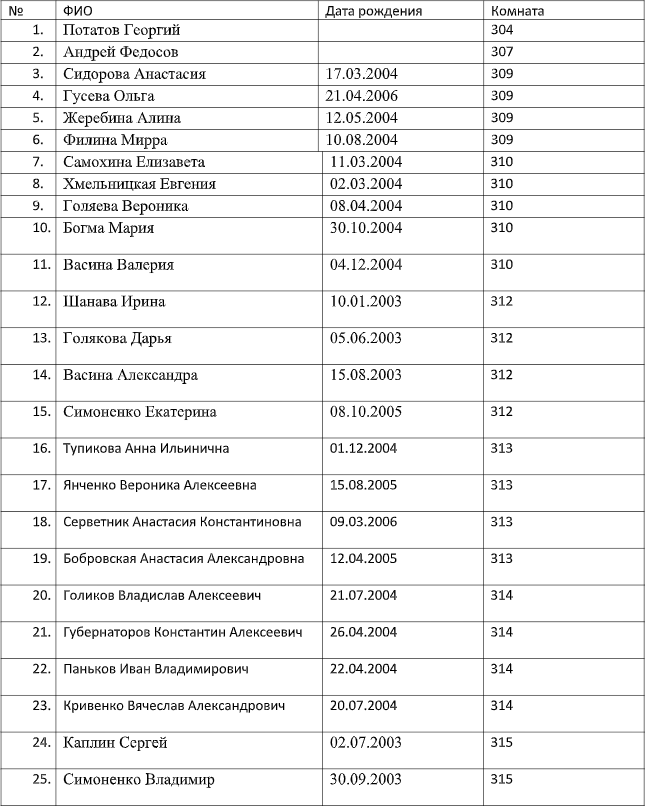 № ФИО Дата рождения Комната
1. Потатов Георгий 304
2. Андрей Федосов 307
3. Сидорова Анастасия 17.03.2004 309
4. Гусева Ольга 21.04.2006 309
5. Жеребина Алина 12.05.2004 309
6. Филина Мирра 10.08.2004 309
7. Самохина Елизавета 11.03.2004 310
8. Хмельницкая Евгения 02.03.2004 310
9. Голяева Вероника 08.04.2004 310
10. Богма Мария 30.10.2004 310
11. Васина Валерия 04.12.2004 310
12. Шанава Ирина 10.01.2003 312
13. Голякова Дарья 05.06.2003 312
14. Васина Александра 15.08.2003 312
15. Симоненко Екатерина 08.10.2005 312
16. Тупикова Анна Ильинична 01.12.2004 313
17. Янченко Вероника Алексеевна 15.08.2005 313
18. Серветник Анастасия Константиновна 09.03.2006 313
19. Бобровская Анастасия Александровна 12.04.2005 313
20. Голиков Владислав Алексеевич 21.07.2004 314
21. Губернаторов Константин Алексеевич 26.04.2004 314
22. Паньков Иван Владимирович 22.04.2004 314
23. Кривенко Вячеслав Александрович 20.07.2004 314
24. Каплин Сергей 02.07.2003 315
25. Симоненко Владимир 30.09.2003 315